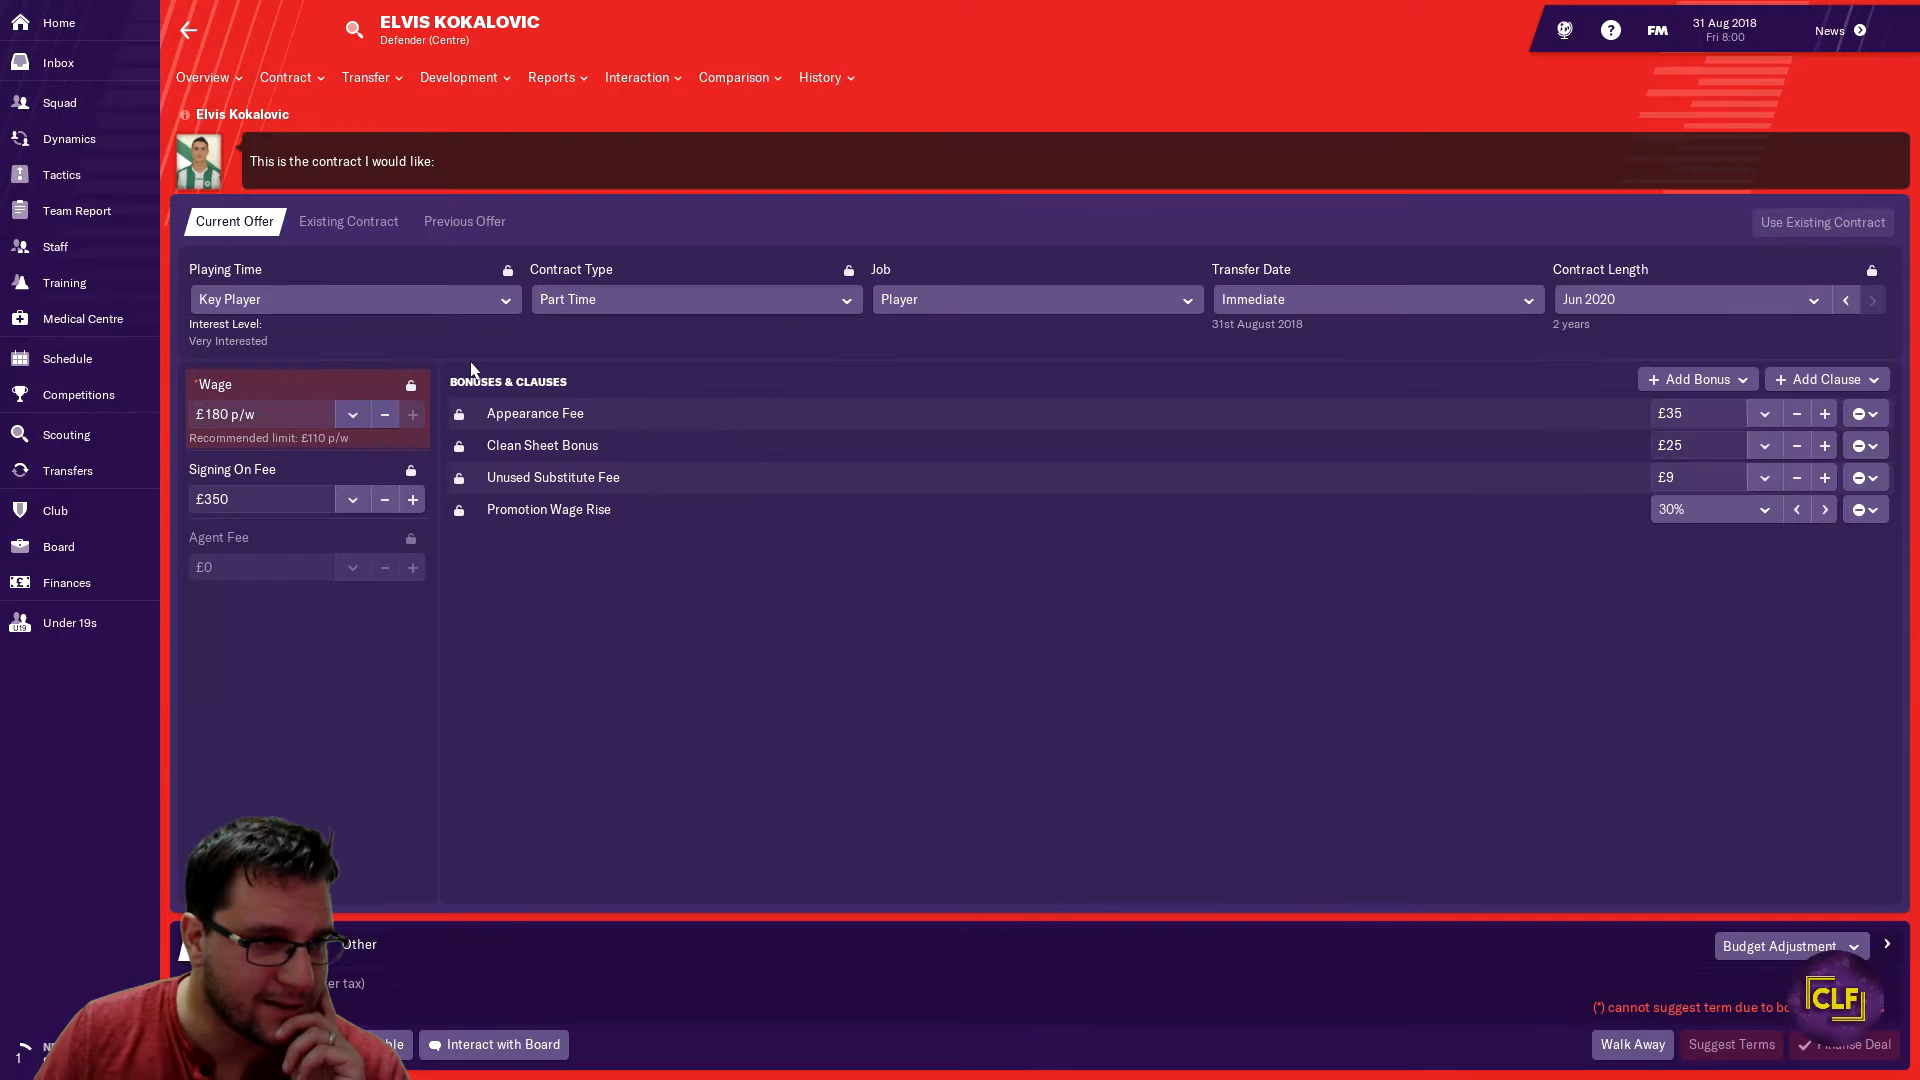 Home
ELVIS KOKALOVIC
Defender (Centre)
FM
31 Aug 2018
Fri 8:00
News
Inbox
Squad
Dynamics
Tactics
Team Report
Staff
Training
Medical Centre
Schedule
Competitions
Scouting
Transfers
Club
Board
Finances
U19
Under 19s
Overview
Contract
Transfer
Development
Reports
Interaction
Comparison
History
Elvis Kokalovic
This is the contract I would like:
Current Offer
Existing Contract
Previous Offer
Use Existing Contract
Playing Time
Contract Type
Job
Transfer Date
Contract Length
Key Player
Part Time
Player
Immediate
Jun 2020
Interest Level:
Very Interested
31st August 2018
2 years
*Wage
£180 p/w
Recommended limit: £110 p/w
Signing On Fee
£350
Agent Fee
£0
BONUSES & CLAUSES
Add Bonus
Add Clause
Appearance Fee
£35
Clean Sheet Bonus
£25
Unused Substitute Fee
£9
Promotion Wage Rise
30%
Other
Budget Adjustment
tax)
CLF
(*) cannot suggest term due to
1
Interact with Board
Walk Away
Suggest Terms
Deal